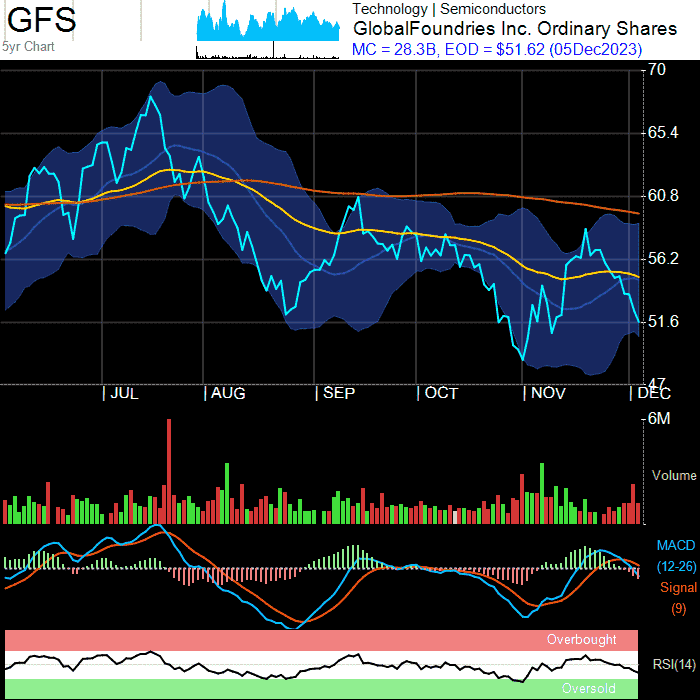 GFS
5yr Chart
Technology | Semiconductors
GlobalFoundries Inc. Ordinary Shares
MC = 28.3B, EOD = $51.62 (05Dec2023)
70
65.4
60.8
56.2
51.6
47
JUL
AUG
SEP
OCT
NOV
DEC
6M
Volume
MACD
(12-26)
Signal
(9)
Overbought
RSI(14)
Oversold